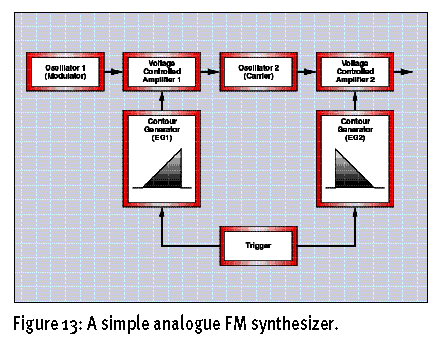 Oscillator 1
(Modulator)
Voltage
Controlled
Amplifier 1
Oscillator 2
(Carrier)
Voltage
Controlled
Amplifier 2
Contour
Generator
(EG1)
Contour
Generator
(EG2)
Trigger
Figure 13: A simple analogue FM synthesizer.